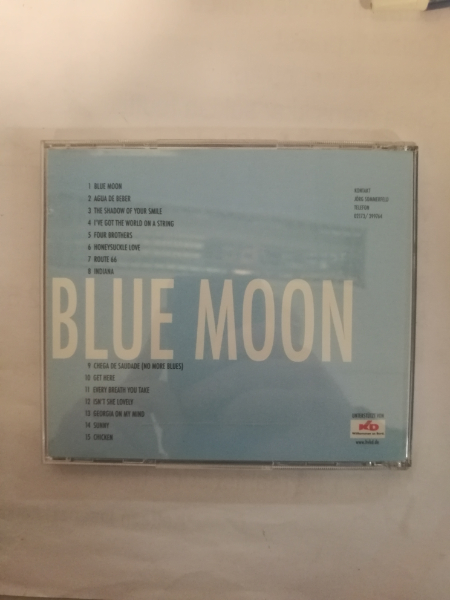 1 BLUE MOON
2 AGUA DE BEBER
3 THE SHADOW OF YOUR SMILE
4 I'VE GOT THE WORLD ON A STRING
5 FOUR BROTHERS
6 HONEYSUCKLE LOVE
7 ROUTE 66
8 INDIANA
KONTAKT
JÖRG SOMMERFELD
TELEFON
BLUE MOON
9 CHEGA DE SAUDADE (NO MORE BLUES)
10 GET HERE
11 EVERY BREATH YOU TAKE
12 ISN'T SHE LOVELY
13 GEORGIA ON MY MIND
14 SUNNY
15 CHICKEN